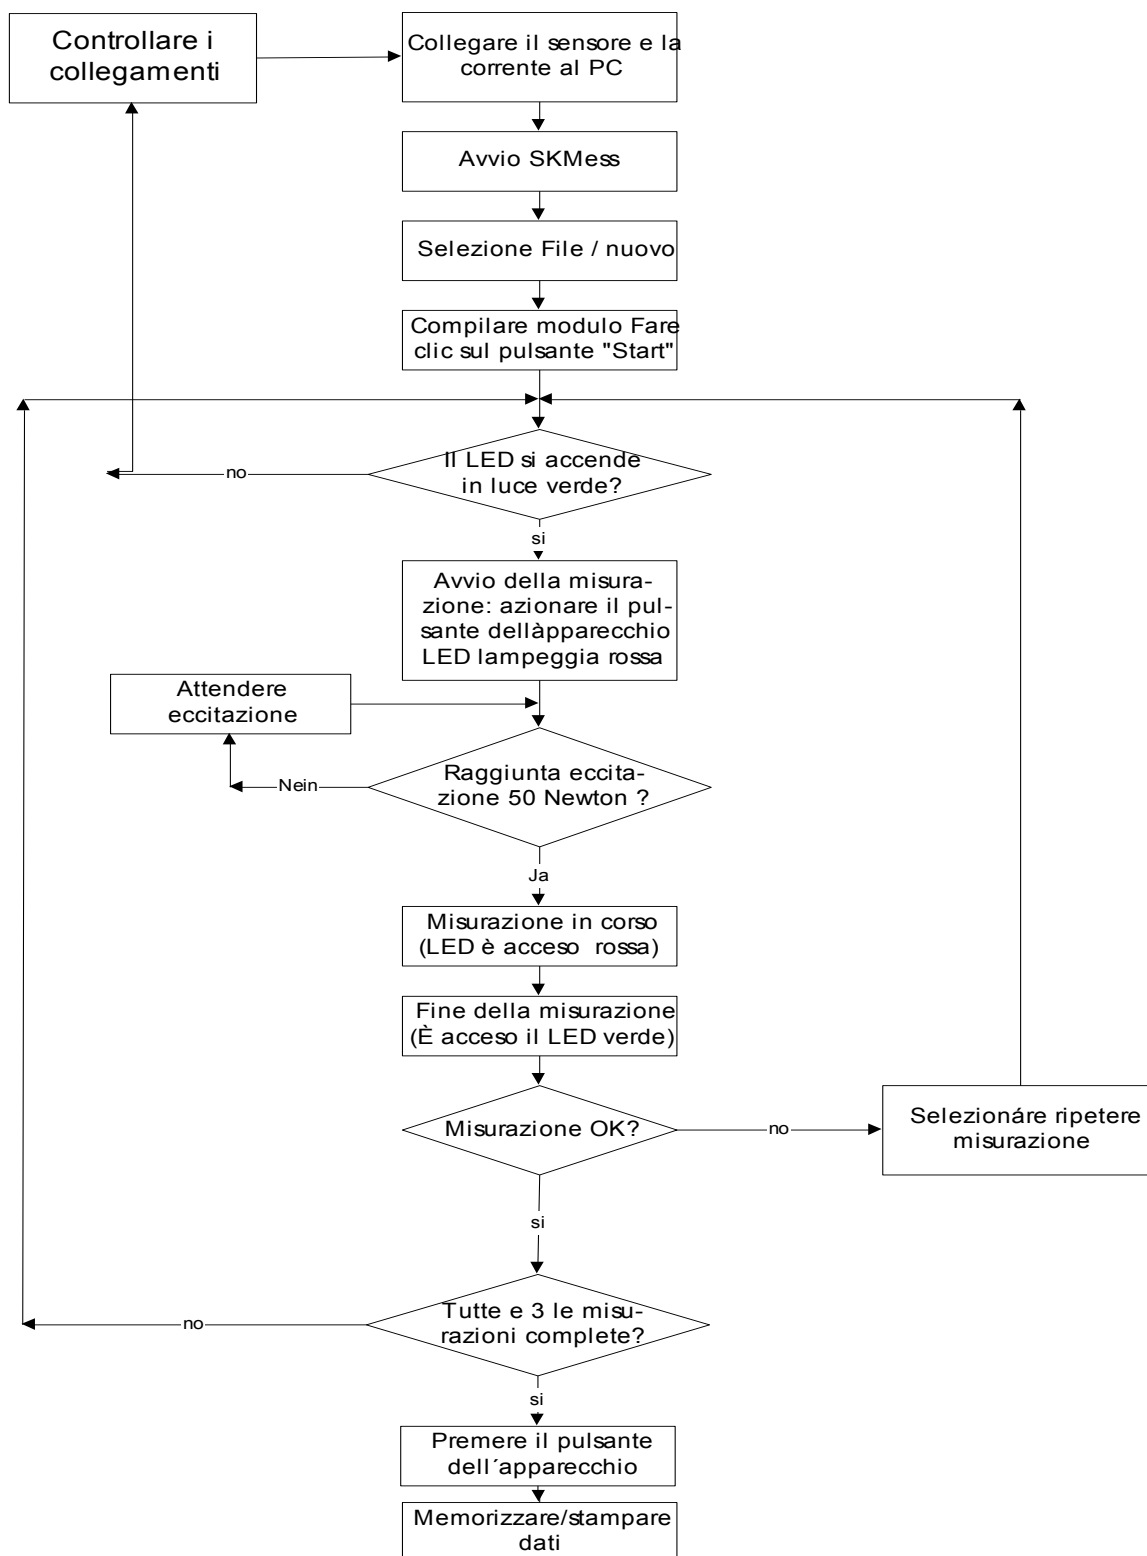 Controllare i
collegamenti
Collegare il sensore e la
corrente al PC
Avvio SKMess
Selezione File / nuovo
Compilare modulo Fare
clic sul pulsante "Start"
Il LED si accende
in luce verde?
no
si
Avvio della misura-
zione: azionare il pul-
sante dellàpparecchio
LED lampeggia rossa
Attendere
eccitazione
Raggiunta eccita-
zione 50 Newton ?
Nein
Ja
Misurazione in corso
(LED è acceso rossa)
Fine della misurazione
(È acceso il LED verde)
Misurazione OK?
no
Selezionáre ripetere
misurazione
si
Tutte e 3 le misu-
razioni complete?
no
si
Premere il pulsante
dell´apparecchio
Memorizzare/stampare
dati